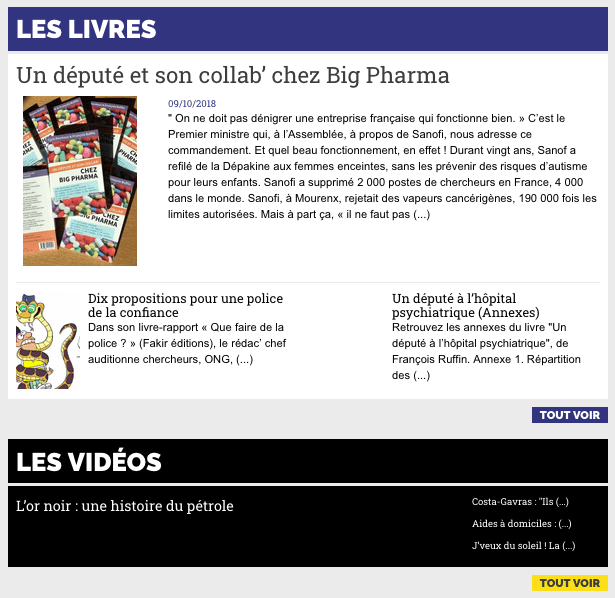 LES LIVRES
Un député et son collab’ chez Big Pharma
09/10/2018
" On ne doit pas dénigrer une entreprise française qui fonctionne bien. » C’est le
Premier ministre qui, à l’Assemblée, à propos de Sanofi, nous adresse ce
commandement. Et quel beau fonctionnement, en effet ! Durant vingt ans, Sanof a
refilé de la Dépakine aux femmes enceintes, sans les prévenir des risques d’autisme
pour leurs enfants. Sanofi a supprimé 2 000 postes de chercheurs en France, 4 000
dans le monde. Sanofi, à Mourenx, rejetait des vapeurs cancérigènes, 190 000 fois les
limites autorisées. Mais à part ça, « il ne faut pas (...)
CHEZ
BIG PHARMA
Dix propositions pour une police
de la confiance
Dans son livre-rapport « Que faire de la
police ? » (Fakir éditions), le rédac’ chef
auditionne chercheurs, ONG, (...)
Un député à l’hôpital
psychiatrique (Annexes)
Retrouvez les annexes du livre "Un
député à l’hôpital psychiatrique", de
François Ruffin. Annexe 1. Répartition
des (...)
TOUT VOIR
LES VIDÉOS
L’or noir : une histoire du pétrole
Costa-Gavras : "Ils (...)
Aides à domiciles : (...)
J’veux du soleil ! La (...)
TOUT VOIR